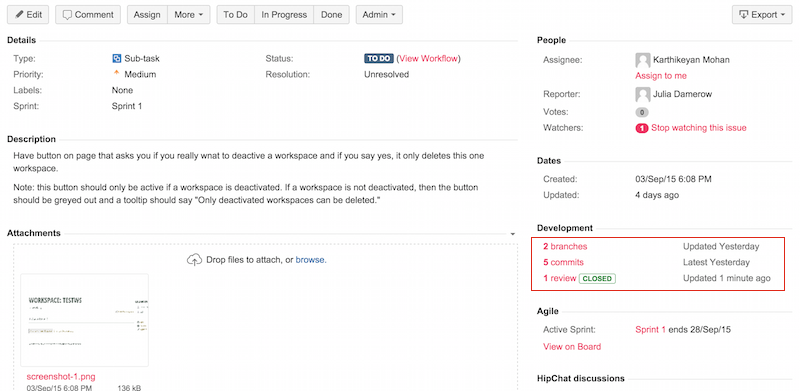 Edit Comment Assign More To Do In Progress Done Admin Export
Details
Type: Sub-task Status: TO DO (View Workflow)
Priority: Medium Resolution: Unresolved
Labels: None
Sprint: Sprint 1
Description
Have button on page that asks you if you really wnat to deactive a workspace and if you say yes, it only deletes this one
workspace.
Note: this button should only be active if a workspace is deactivated. If a workspace is not deactivated, then the button
should be greyed out and a tooltip should say "Only deactivated workspaces can be deleted."
Attachments
Drop files to attach, or browse.
WORKSPACE: TESTWS
screenshot-1.png
03/Sep/15 6:08 PM 136 kB
People
Assignee: Karthikeyan Mohan
Assign to me
Reporter: Julia Damerow
Votes: 0
Watchers: 1 Stop watching this issue
Dates
Created: 03/Sep/15 6:08 PM
Updated: 4 days ago
Development
2 branches Updated Yesterday
5 commits Latest Yesterday
1 review CLOSED Updated 1 minute ago
Agile
Active Sprint: Sprint 1 ends 28/Sep/15
View on Board
HipChat discussions